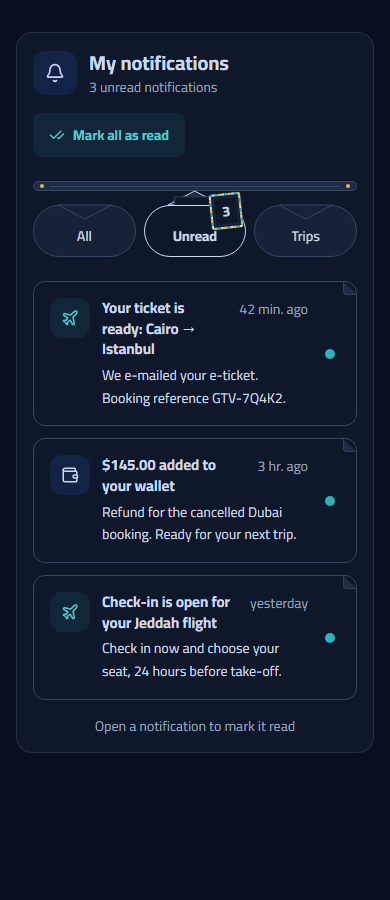 My notifications
3 unread notifications
Mark all as read
All
Unread
3
Trips
Your ticket is
ready: Cairo →
Istanbul
42 min. ago
We e-mailed your e-ticket.
Booking reference GTV-7Q4K2.
$145.00 added to
your wallet
3 hr. ago
Refund for the cancelled Dubai
booking. Ready for your next trip.
Check-in is open for
your Jeddah flight
yesterday
Check in now and choose your
seat, 24 hours before take-off.
Open a notification to mark it read